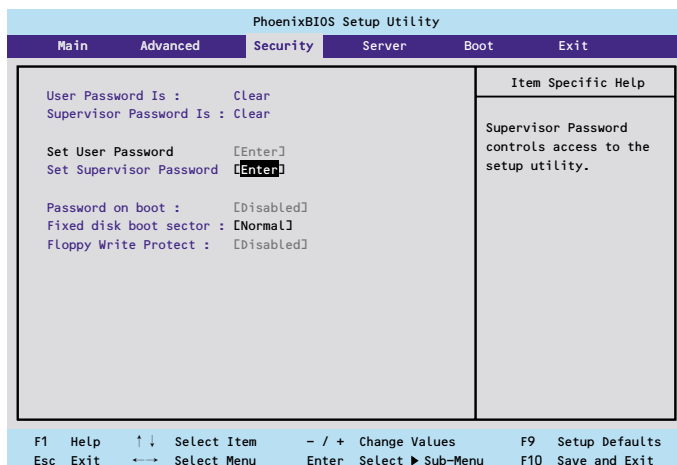 PhoenixBIOS Setup Utility
Main Advanced Security Server Boot Exit
User Password Is : Clear
Supervisor Password Is : Clear
Set User Password [Enter]
Set Supervisor Password [Enter]
Password on boot : [Disabled]
Fixed disk boot sector : [Normal]
Floppy Write Protect : [Disabled]
Item Specific Help
Supervisor Password
controls access to the
setup utility.
F1 Help ↑↓ Select Item - / + Change Values F9 Setup Defaults
Esc Exit ←→ Select Menu Enter Select ▶ Sub-Menu F10 Save and Exit